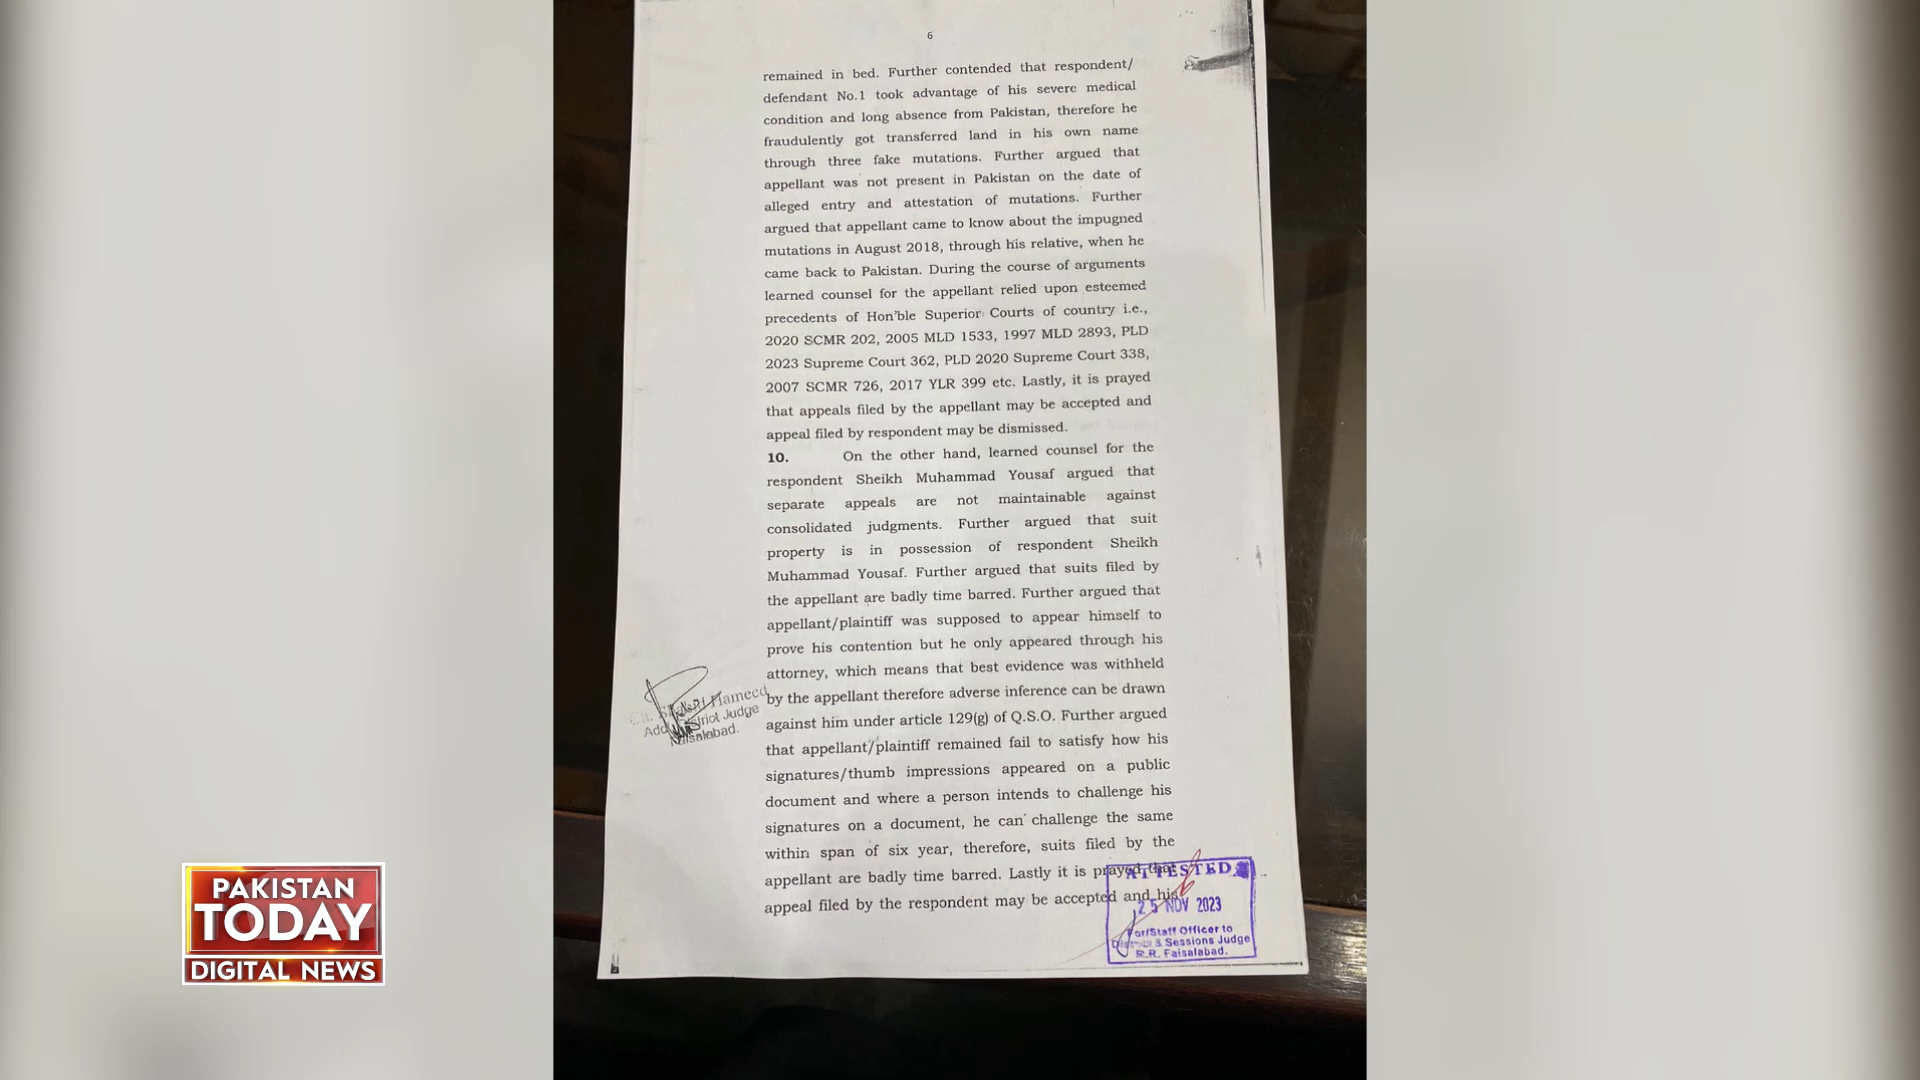 6
remained in bed. Further contended that respondent/
defendant No.1 took advantage of his severe medical
condition and long absence from Pakistan, therefore he
fraudulently got transferred land in his own name
through three fake mutations. Further argued that
appellant was not present in Pakistan on the date of
alleged entry and attestation of mutations. Further
argued that appellant came to know about the impugned
mutations in August 2018, through his relative, when he
came back to Pakistan. During the course of arguments
learned counsel for the appellant relied upon esteemed
precedents of Hon'ble Superior Courts of country i.e.,
2020 SCMR 202, 2005 MLD 1533, 1997 MLD 2893, PLD
2023 Supreme Court 362, PLD 2020 Supreme Court 338,
2007 SCMR 726, 2017 YLR 399 etc. Lastly, it is prayed
that appeals filed by the appellant may be accepted and
appeal filed by respondent may be dismissed.
10. On the other hand, learned counsel for the
respondent Sheikh Muhammad Yousaf argued that
separate appeals are not maintainable against
consolidated judgments. Further argued that suit
property is in possession of respondent Sheikh
Muhammad Yousaf. Further argued that suits filed by
the appellant are badly time barred. Further argued that
appellant/plaintiff was supposed to appear himself to
prove his contention but he only appeared through his
attorney, which means that best evidence was withheld
by the appellant therefore adverse inference can be drawn
against him under article 129(g) of Q.S.O. Further argued
that appellant/plaintiff remained fail to satisfy how his
signatures/thumb impressions appeared on a public
document and where a person intends to challenge his
signatures on a document, he can challenge the same
within span of six year, therefore, suits filed by the
appellant are badly time barred. Lastly it is prayed that
appeal filed by the respondent may be accepted and his
Hameed
Judge
Faisalabad.
ATTESTED
25 NOV 2023
For/Staff Officer to
District & Sessions Judge
R.R. Faisalabad.
PAKISTAN
TODAY
DIGITAL NEWS